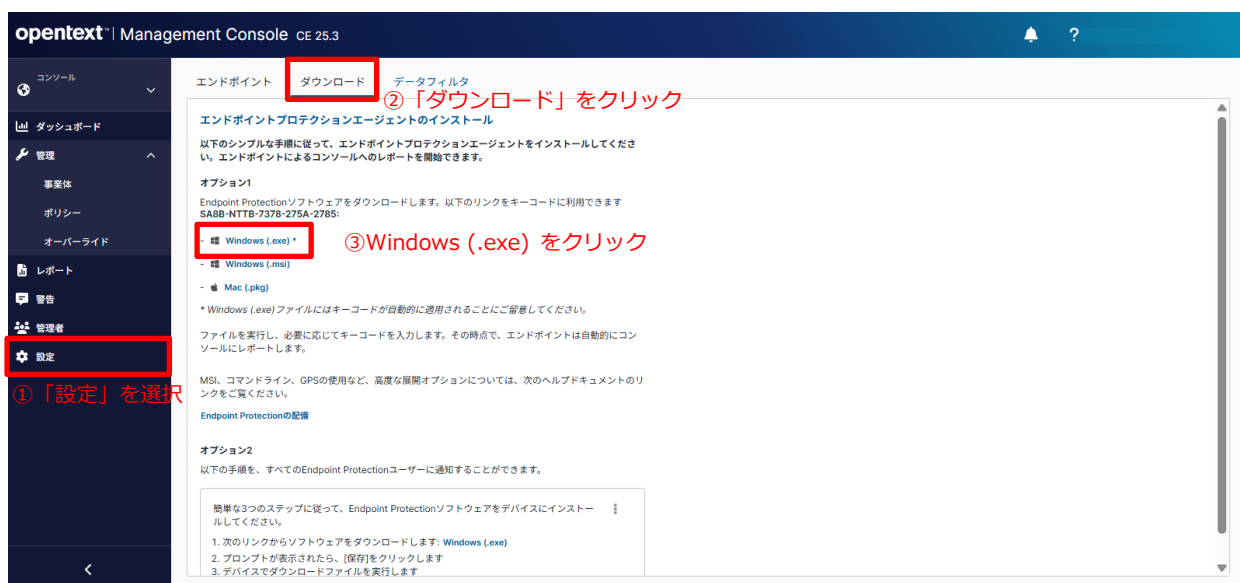 opentext™ | Management Console CE 25.3
?
コンソール
エンドポイント ダウンロード データフィルタ
②「ダウンロード」をクリック
ダッシュボード
管理
事業体
ポリシー
オーバーライド
レポート
警告
管理者
設定
①「設定」を選択
エンドポイントプロテクションエージェントのインストール
以下のシンプルな手順に従って、エンドポイントプロテクションエージェントをインストールしてくださ
い。エンドポイントによるコンソールへのレポートを開始できます。
オプション1
Endpoint Protectionソフトウェアをダウンロードします。以下のリンクをキーコードに利用できます
SA8B-NTTB-7378-275A-2785:
- Windows (.exe) *
③Windows (.exe) をクリック
- Windows (.msi)
- Mac (.pkg)
* Windows (.exe)ファイルにはキーコードが自動的に適用されることにご留意してください。
ファイルを実行し、必要に応じてキーコードを入力します。その時点で、エンドポイントは自動的にコン
ソールにレポートします。
MSI、コマンドライン、GPSの使用など、高度な展開オプションについては、次のヘルプドキュメントのリ
ンクをご覧ください。
Endpoint Protectionの配備
オプション2
以下の手順を、すべてのEndpoint Protectionユーザーに通知することができます。
簡単な3つのステップに従って、Endpoint Protectionソフトウェアをデバイスにインストー
ルしてください。
1. 次のリンクからソフトウェアをダウンロードします: Windows (.exe)
2. プロンプトが表示されたら、[保存]をクリックします
3. デバイスでダウンロードファイルを実行します